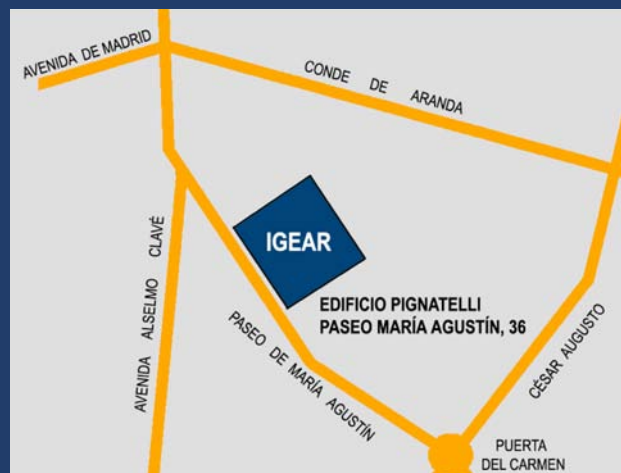 AVENIDA DE MADRID
CONDE DE ARANDA
IGEAR
AVENIDA ALSELMO CLAVÉ
EDIFICIO PIGNATELLI
PASEO MARÍA AGUSTÍN, 36
PASEO DE MARÍA AGUSTÍN
CÉSAR AUGUSTO
PUERTA
DEL CARMEN